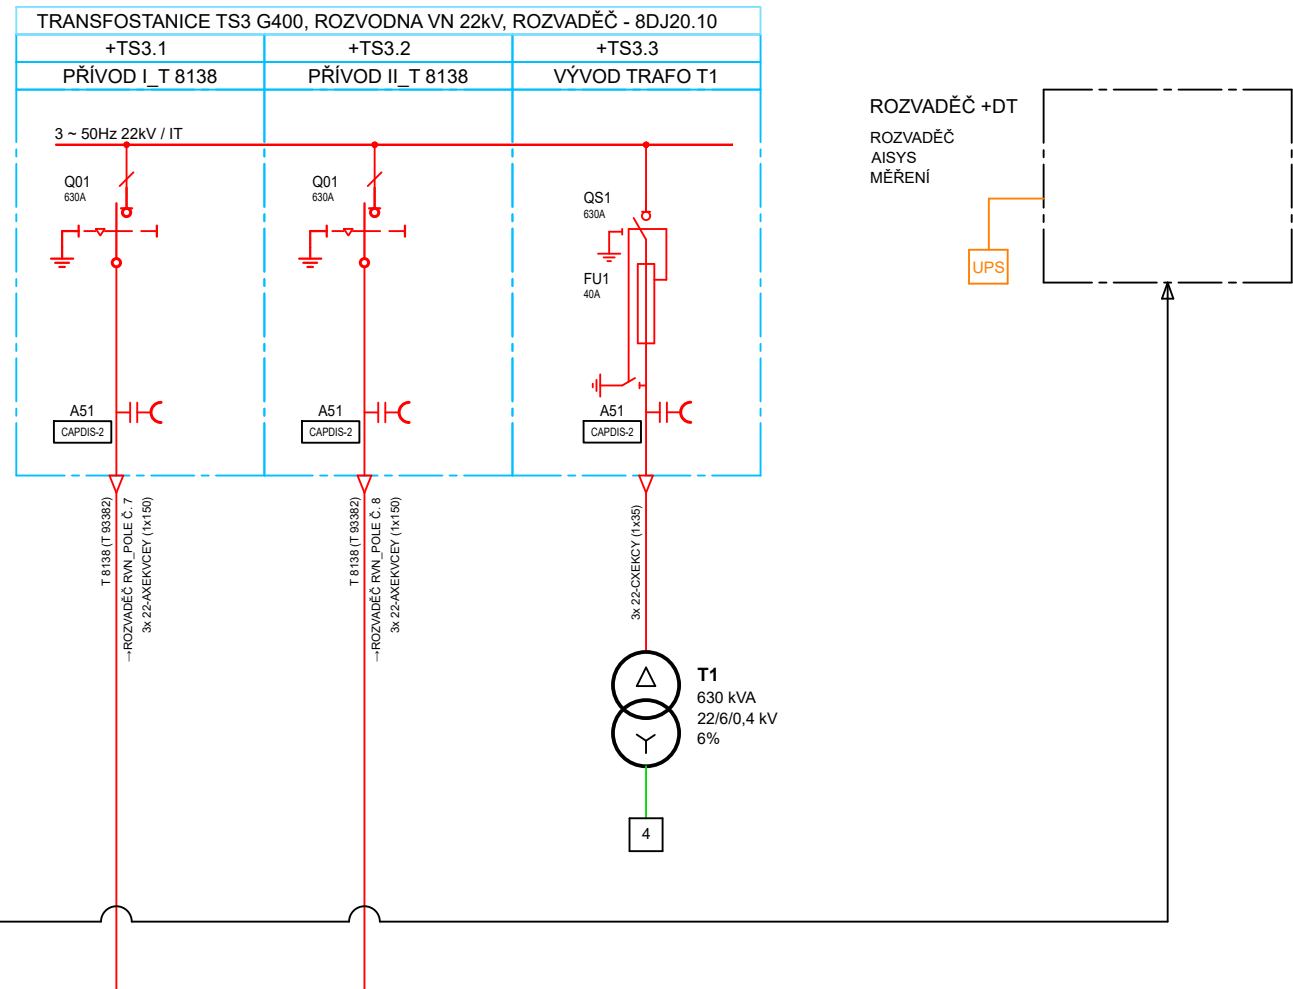 TRANSFOSTANICE TS3 G400, ROZVODNA VN 22kV, ROZVADĚČ - 8DJ20.10
+TS3.1
+TS3.2
+TS3.3
PŘÍVOD I_T 8138
PŘÍVOD II_T 8138
VÝVOD TRAFO T1
3 ~ 50Hz 22kV / IT
Q01
630A
Q01
630A
QS1
630A
FU1
40A
A51
CAPDIS-2
A51
CAPDIS-2
A51
CAPDIS-2
T 8138 (T 93382)
→ROZVADĚČ RVN_POLE Č. 7
3x 22-AXEKVCEY (1x150)
T 8138 (T 93382)
→ROZVADĚČ RVN_POLE Č. 8
3x 22-AXEKVCEY (1x150)
3x 22-CXEKCY (1x35)
T1
630 kVA
22/6/0,4 kV
6%
4
ROZVADĚČ +DT
ROZVADĚČ
AISYS
MĚŘENÍ
UPS